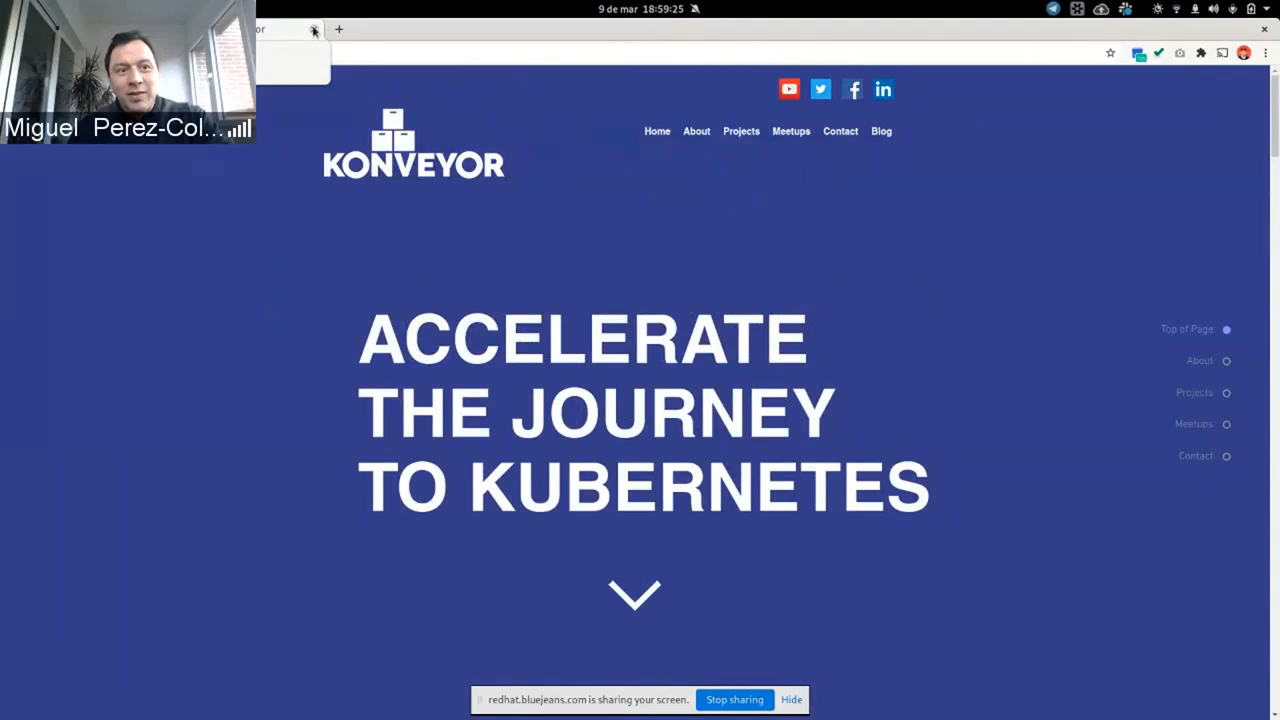 9 de mar 18:59:25
or
Miguel Perez-Col...
KONVEYOR
Home About Projects Meetups Contact Blog
ACCELERATE
THE JOURNEY
TO KUBERNETES
Top of Page
About
Projects
Meetups
Contact
redhat.bluejeans.com is sharing your screen. Stop sharing Hide